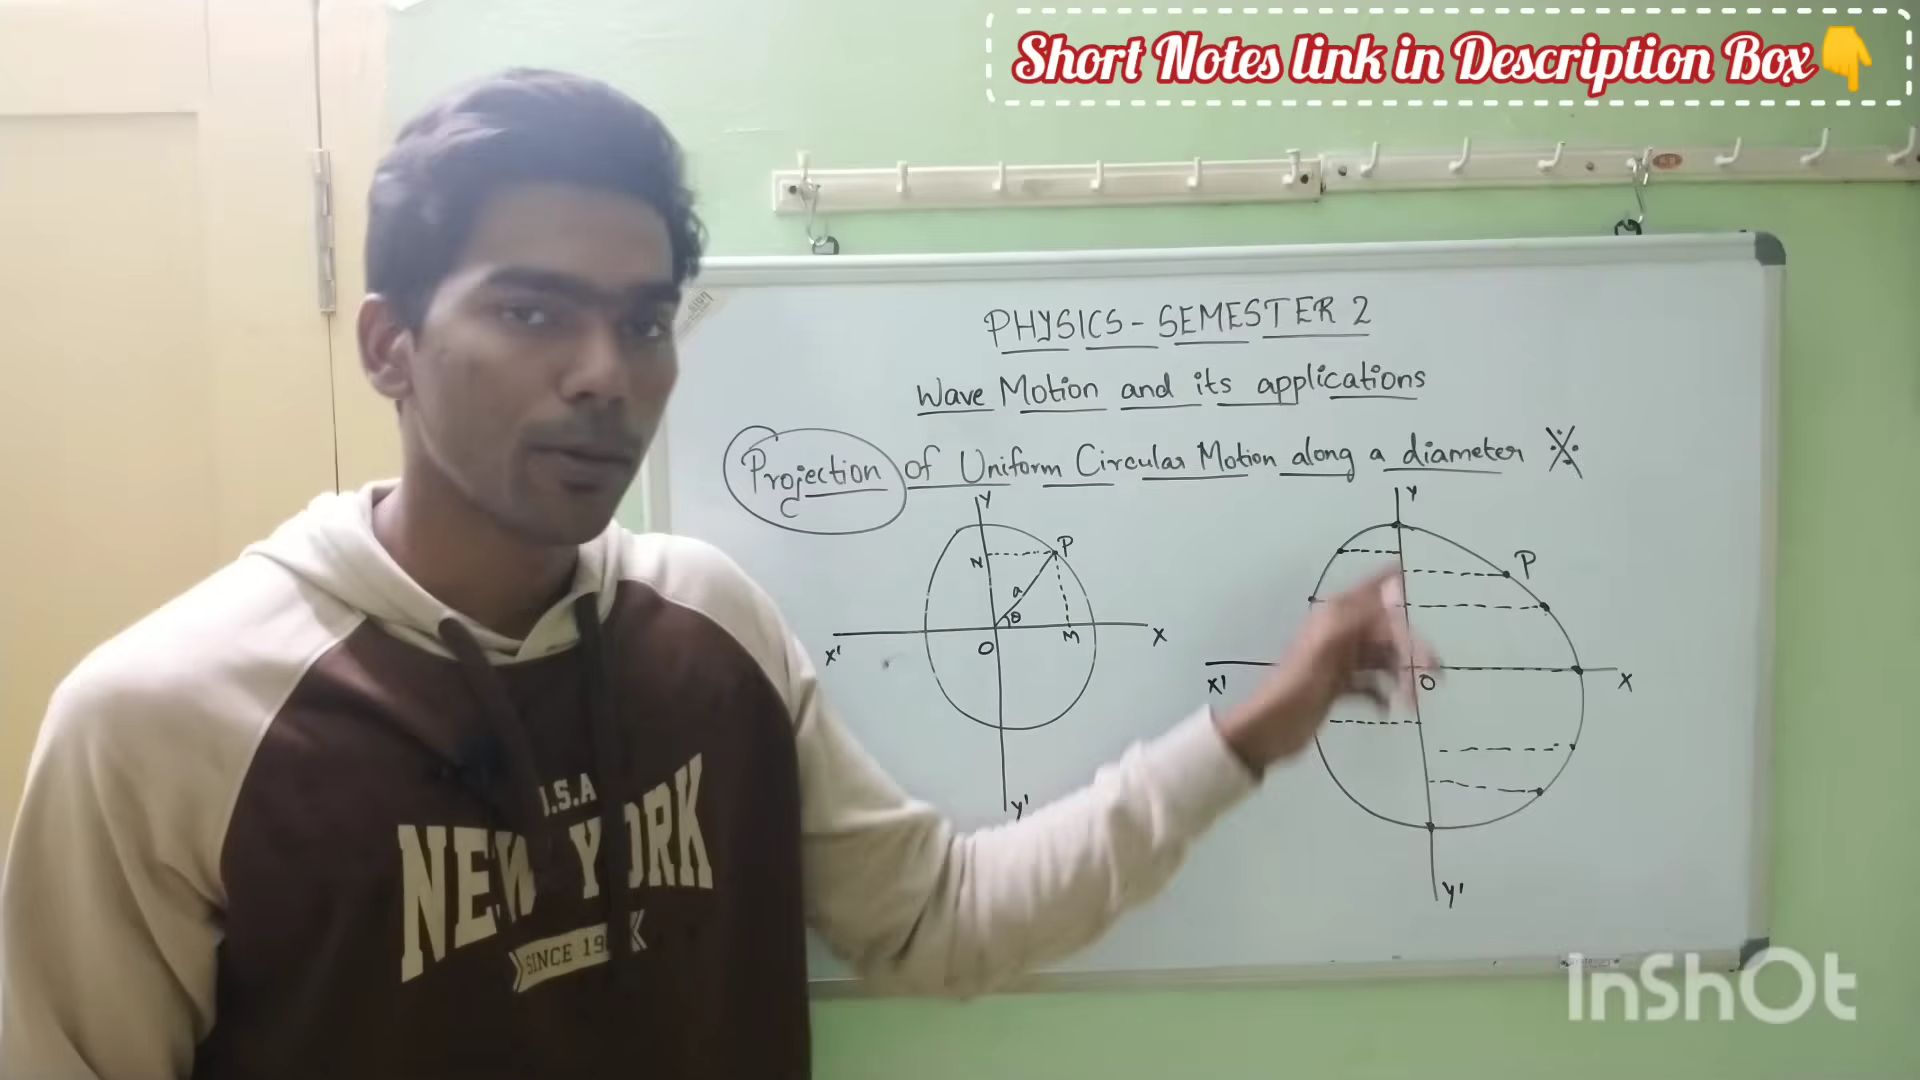 Short Notes link in Description Box👇
PHYSICS - SEMESTER 2
Wave Motion and its applications
Projection of Uniform Circular Motion along a diameter
Y
N
P
a
θ
X'
O
M
X
Y'
Y
P
X'
O
X
Y'
U.S.A
NEW YORK
SINCE 19
InShOt